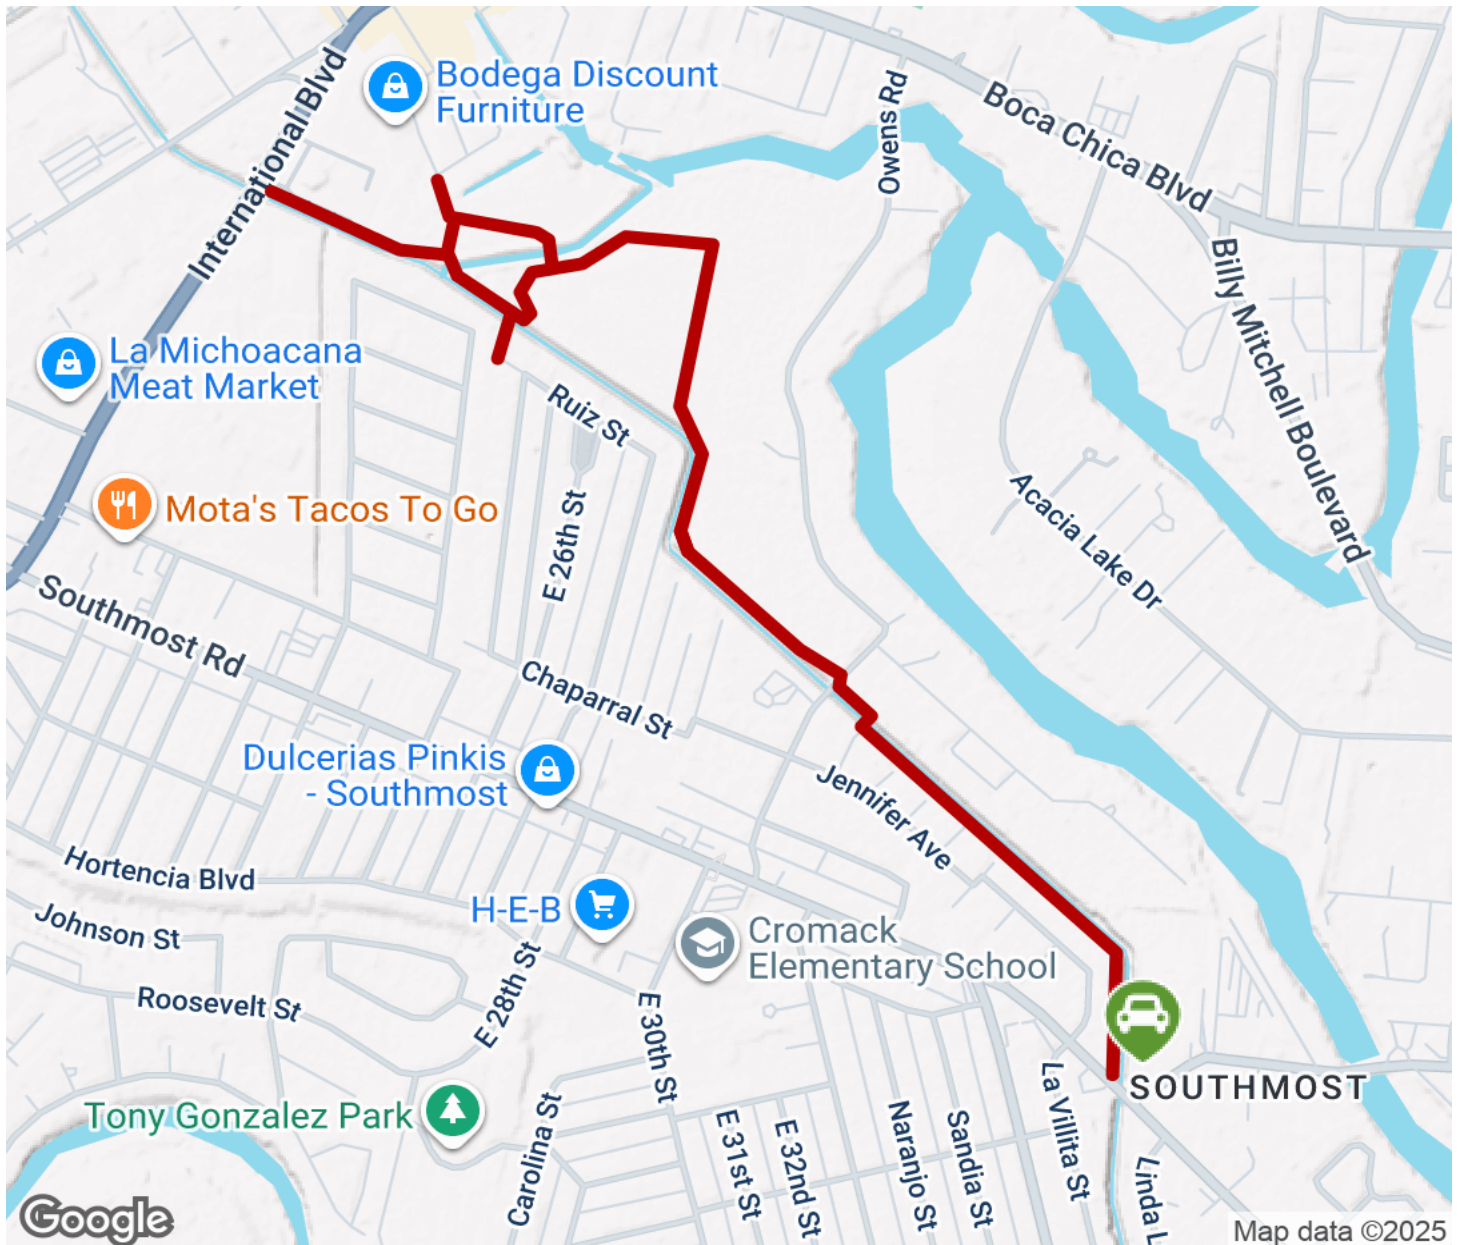 International Blvd
Bodega Discount
Furniture
Owens Rd
Boca Chica Blvd
Billy Mitchell Boulevard
La Michoacana
Meat Market
Ruiz St
Mota's Tacos To Go
E 26th St
Acacia Lake Dr
Southmost Rd
Chaparral St
Dulcerias Pinkis
- Southmost
Jennifer Ave
Hortencia Blvd
H-E-B
Johnson St
Cromack
Elementary School
Roosevelt St
E 28th St
E 30th St
SOUTHMOST
Tony Gonzalez Park
Carolina St
E 31st St
E 32nd St
Naranjo St
Sandia St
La Villita St
Linda L
Google
Map data ©2025